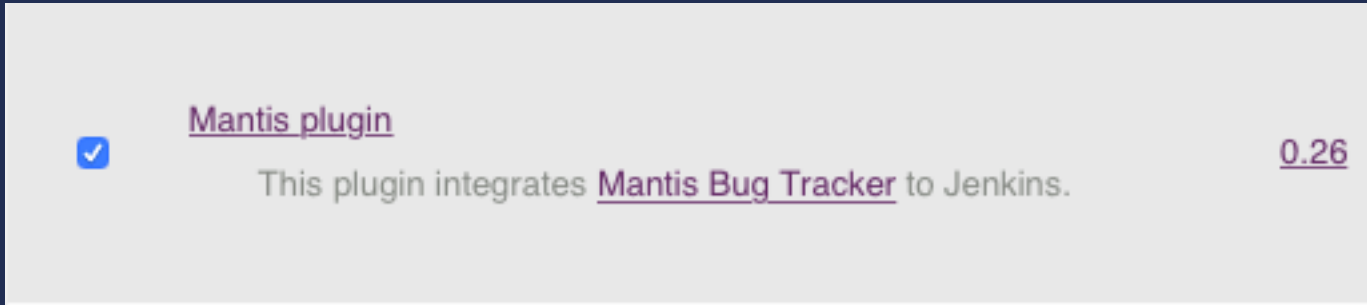 Mantis plugin
0.26
This plugin integrates Mantis Bug Tracker to Jenkins.